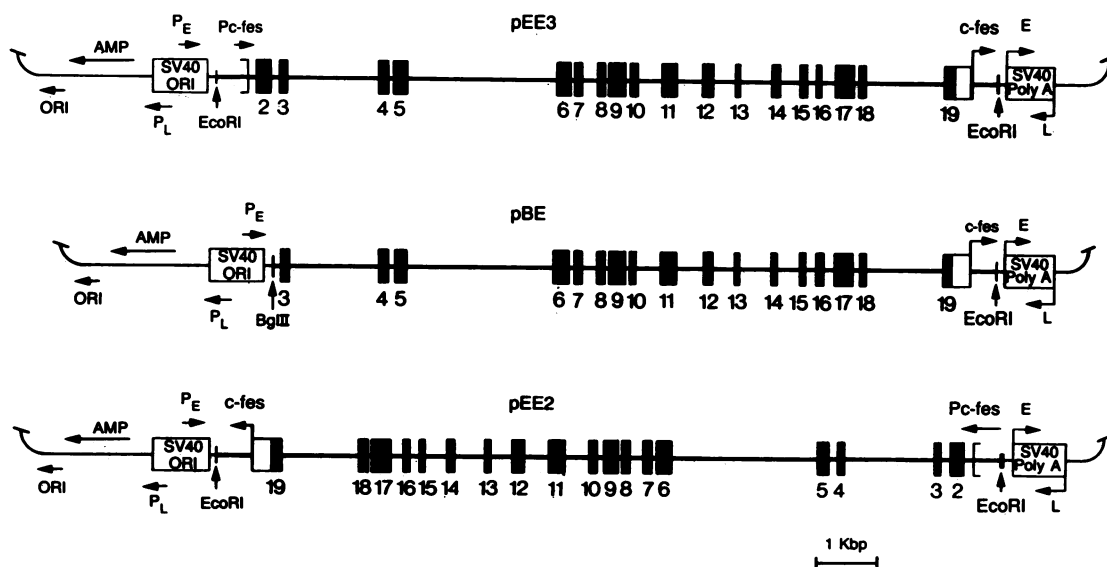 pEE3
P_E Pc-fes c-fes E
AMP
SV40 ORI
SV40 Poly A
ORI
P_L
EcoRI
2 3 4 5 6 7 8 9 10 11 12 13 14 15 16 17 18 19
EcoRI
L
pBE
P_E c-fes E
AMP
SV40 ORI
SV40 Poly A
ORI
P_L
BglII
3 4 5 6 7 8 9 10 11 12 13 14 15 16 17 18 19
EcoRI
L
pEE2
P_E c-fes Pc-fes E
AMP
SV40 ORI
SV40 Poly A
ORI
P_L
EcoRI
19 18 17 16 15 14 13 12 11 10 9 8 7 6 5 4 3 2
EcoRI
L
1 Kbp